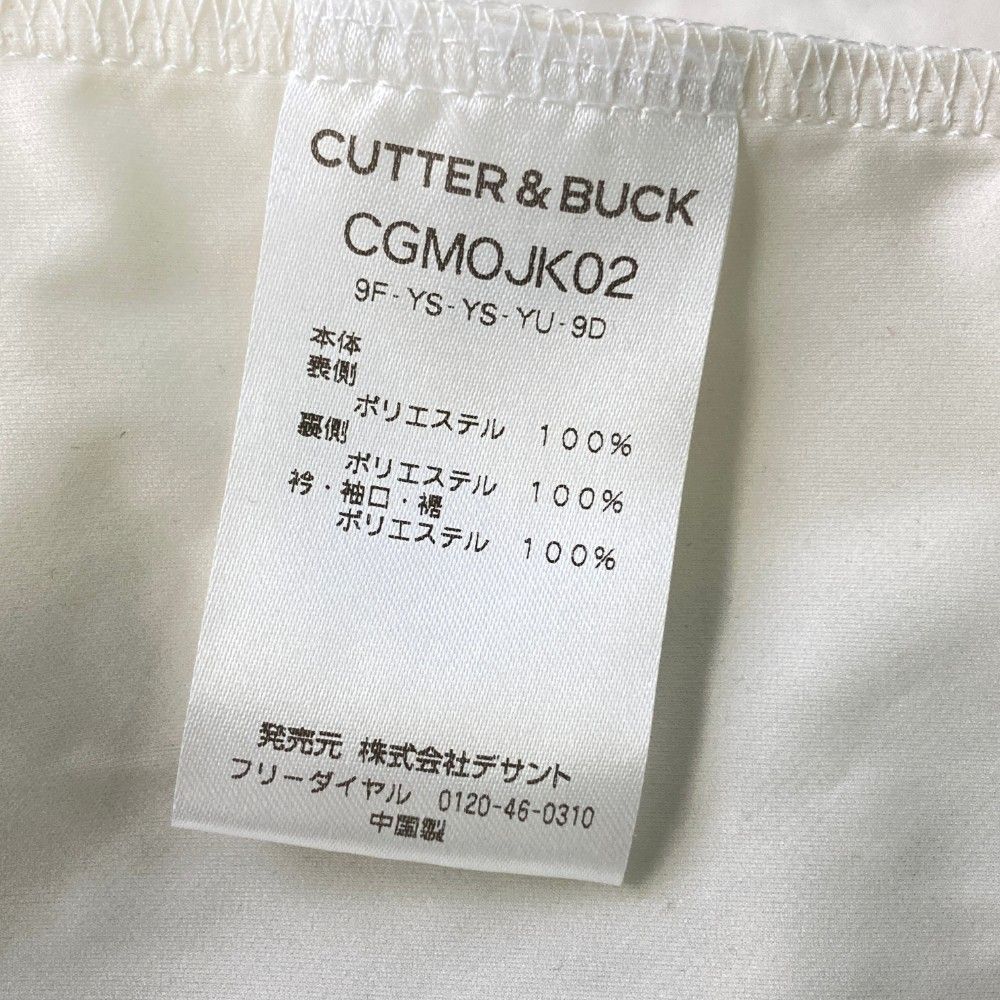 CUTTER & BUCK
CGMOJK02
9F-YS-YS-YU-9D
本体
表側
ポリエステル 100%
裏側
ポリエステル 100%
衿・袖口・裾
ポリエステル 100%
発売元 株式会社デサント
フリーダイヤル 0120-46-0310
中国製